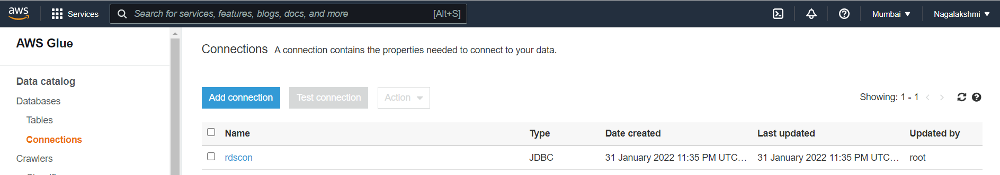 aws Services Search for services, features, blogs, docs, and more [Alt+S] Mumbai Nagalakshmi
AWS Glue
Connections A connection contains the properties needed to connect to your data.
Data catalog
Databases
Tables
Connections
Crawlers
Add connection Test connection Action Showing: 1 - 1
Name Type Date created Last updated Updated by
rdscon JDBC 31 January 2022 11:35 PM UTC... 31 January 2022 11:35 PM UTC... root